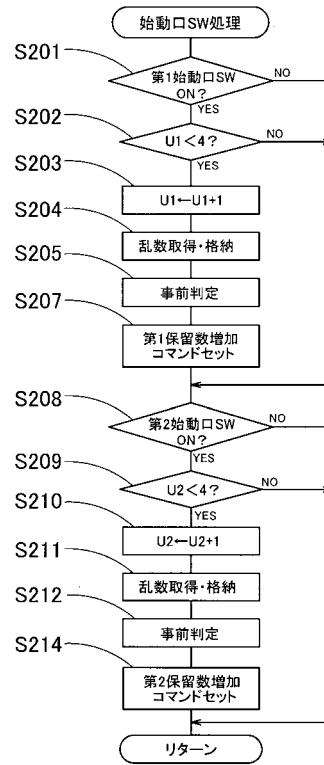 始動口SW処理
S201
第1始動口SW
ON?
NO
YES
S202
U1<4?
NO
YES
S203
U1←U1+1
S204
乱数取得・格納
S205
事前判定
S207
第1保留数増加
コマンドセット
S208
第2始動口SW
ON?
NO
YES
S209
U2<4?
NO
YES
S210
U2←U2+1
S211
乱数取得・格納
S212
事前判定
S214
第2保留数増加
コマンドセット
リターン